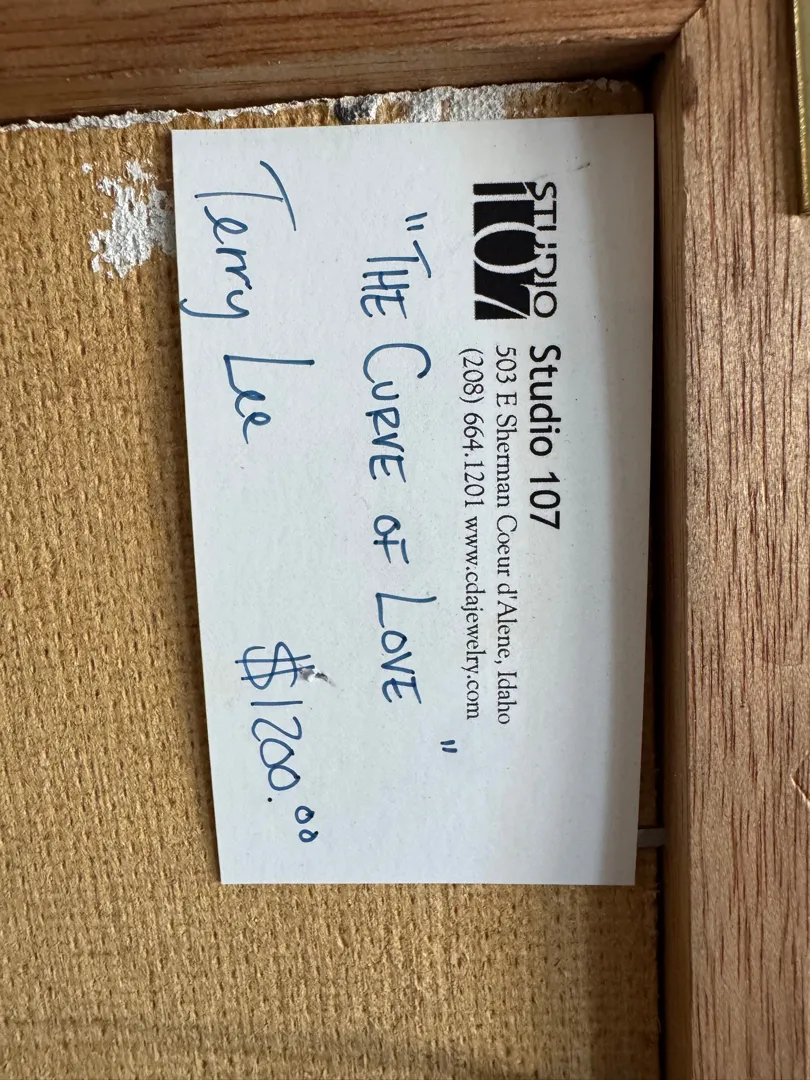 STUDIO
107
Studio 107
503 E Sherman Coeur d'Alene, Idaho
(208) 664.1201 www.cdajewelry.com
"THE CURVE OF LOVE"
Terry Lee $1200.00